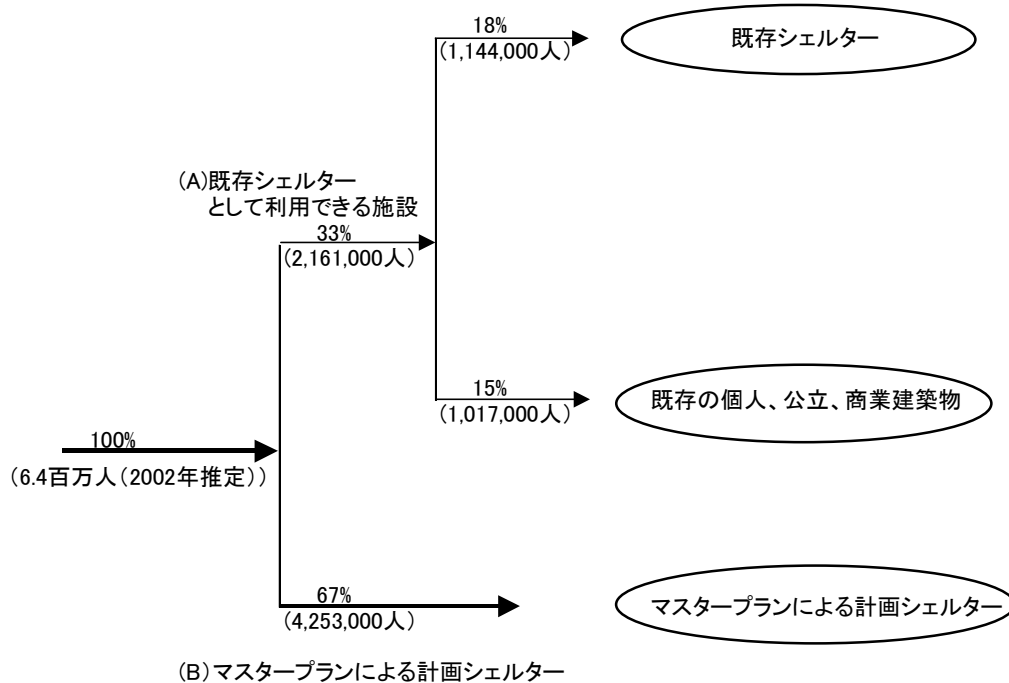 18%
(1,144,000人)
既存シェルター
(A)既存シェルター
として利用できる施設
33%
(2,161,000人)
15%
(1,017,000人)
既存の個人、公立、商業建築物
100%
(6.4百万人(2002年推定))
67%
(4,253,000人)
マスタープランによる計画シェルター
(B)マスタープランによる計画シェルター